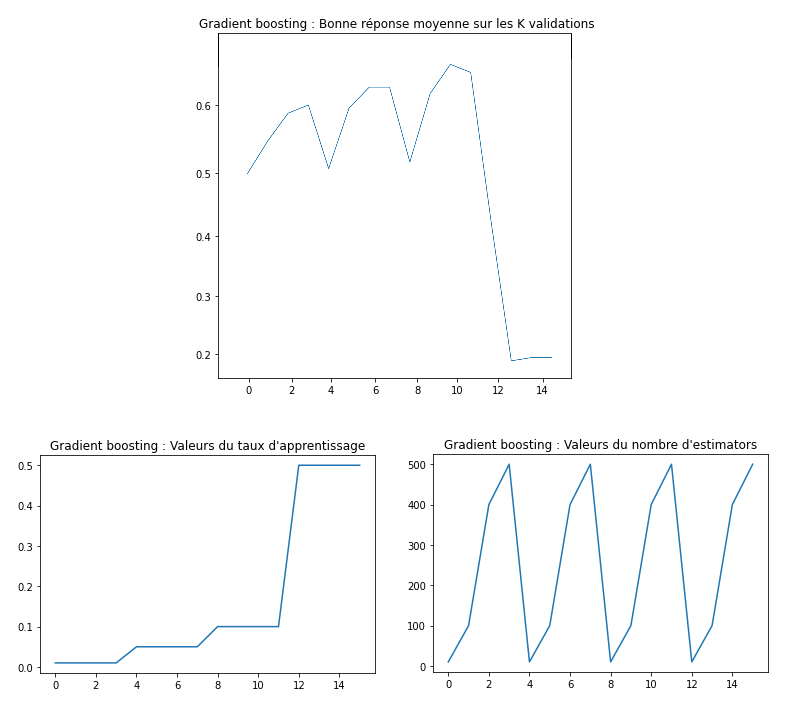 Gradient boosting : Bonne réponse moyenne sur les K validations
0.6
0.5
0.4
0.3
0.2
0 2 4 6 8 10 12 14
Gradient boosting : Valeurs du taux d'apprentissage
0.5
0.4
0.3
0.2
0.1
0.0
0 2 4 6 8 10 12 14
Gradient boosting : Valeurs du nombre d'estimators
500
400
300
200
100
0
0 2 4 6 8 10 12 14